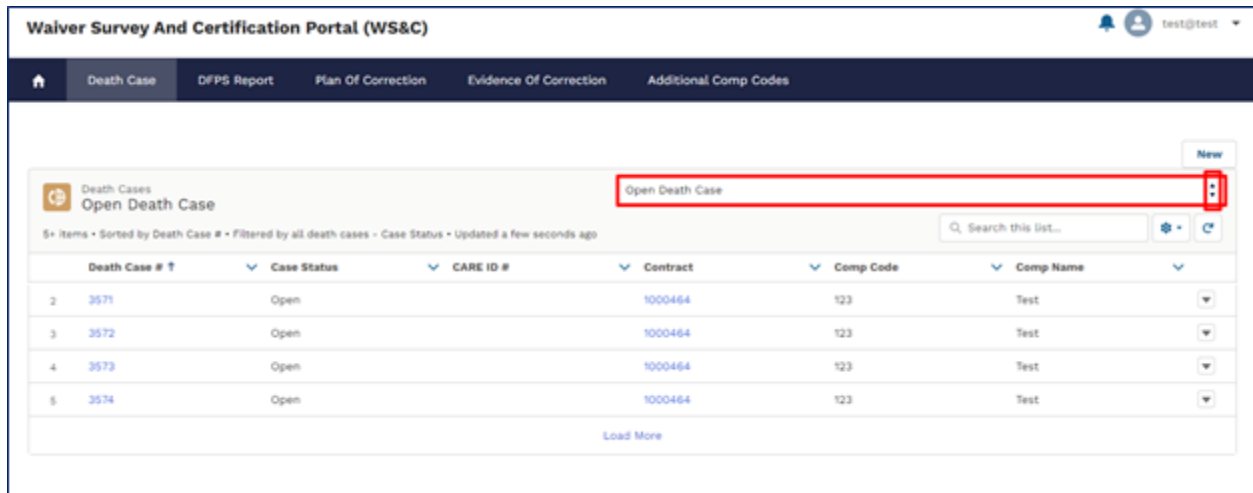 Waiver Survey And Certification Portal (WS&C)
test@test
Death Case DFPS Report Plan Of Correction Evidence Of Correction Additional Comp Codes
New
Death Cases
Open Death Case
Open Death Case
5+ items • Sorted by Death Case # • Filtered by all death cases - Case Status • Updated a few seconds ago
Search this list...
Death Case # ↑ Case Status CARE ID # Contract Comp Code Comp Name
2 3571 Open 1000464 123 Test
3 3572 Open 1000464 123 Test
4 3573 Open 1000464 123 Test
5 3574 Open 1000464 123 Test
Load More